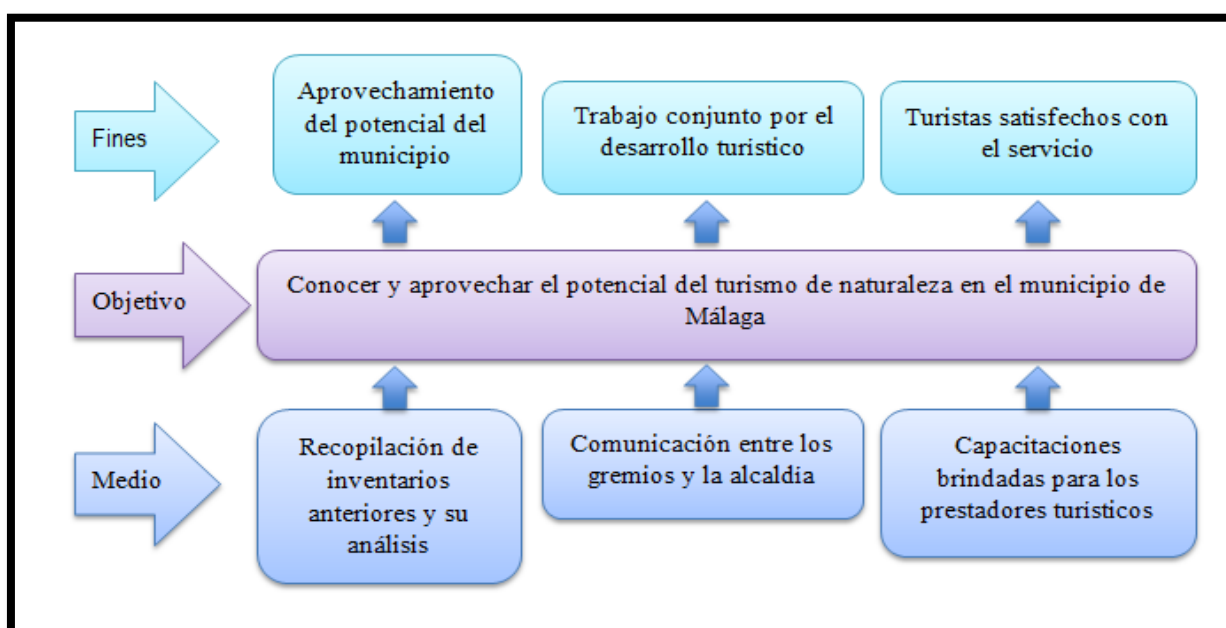 Fines
Aprovechamiento
del potencial del
municipio
Trabajo conjunto por el
desarrollo turístico
Turistas satisfechos con
el servicio
Objetivo
Conocer y aprovechar el potencial del turismo de naturaleza en el municipio de
Málaga
Medio
Recopilación de
inventarios
anteriores y su
análisis
Comunicación entre los
gremios y la alcaldía
Capacitaciones
brindadas para los
prestadores turísticos